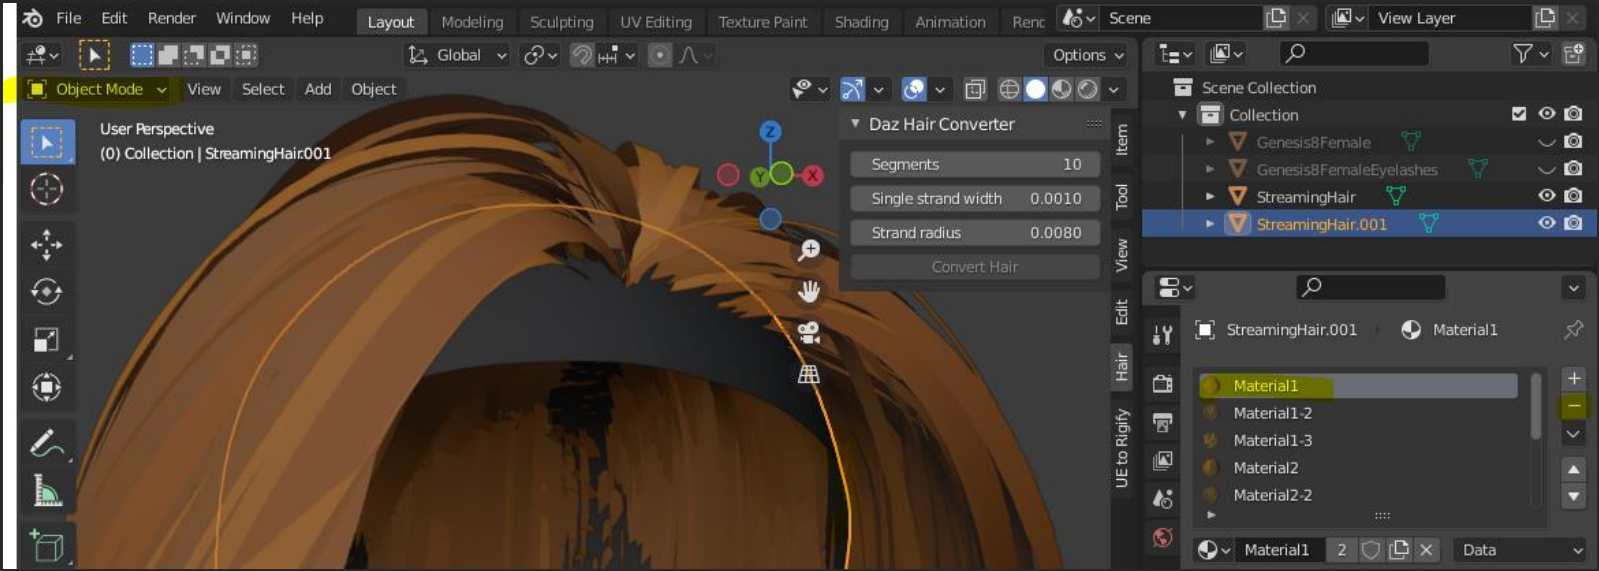 File Edit Render Window Help Layout Modeling Sculpting UV Editing Texture Paint Shading Animation Renc Scene View Layer
Global Options
Object Mode View Select Add Object
Scene Collection
Collection
Genesis8Female
Genesis8FemaleEyelashes
StreamingHair
StreamingHair.001
User Perspective
(0) Collection | StreamingHair.001
Z
Y
X
Daz Hair Converter
Segments 10
Single strand width 0.0010
Strand radius 0.0080
Convert Hair
Item
Tool
View
Edit
Hair
UE to Rigify
StreamingHair.001 Material1
Material1
Material1-2
Material1-3
Material2
Material2-2
Material1 2 Data